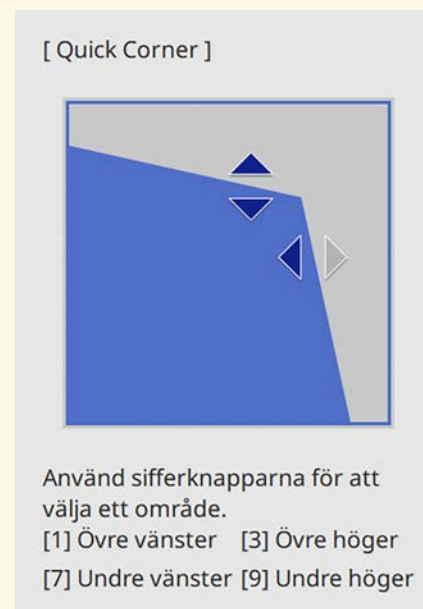 [ Quick Corner ]
Använd sifferknapparna för att
välja ett område.
[1] Övre vänster [3] Övre höger
[7] Undre vänster [9] Undre höger